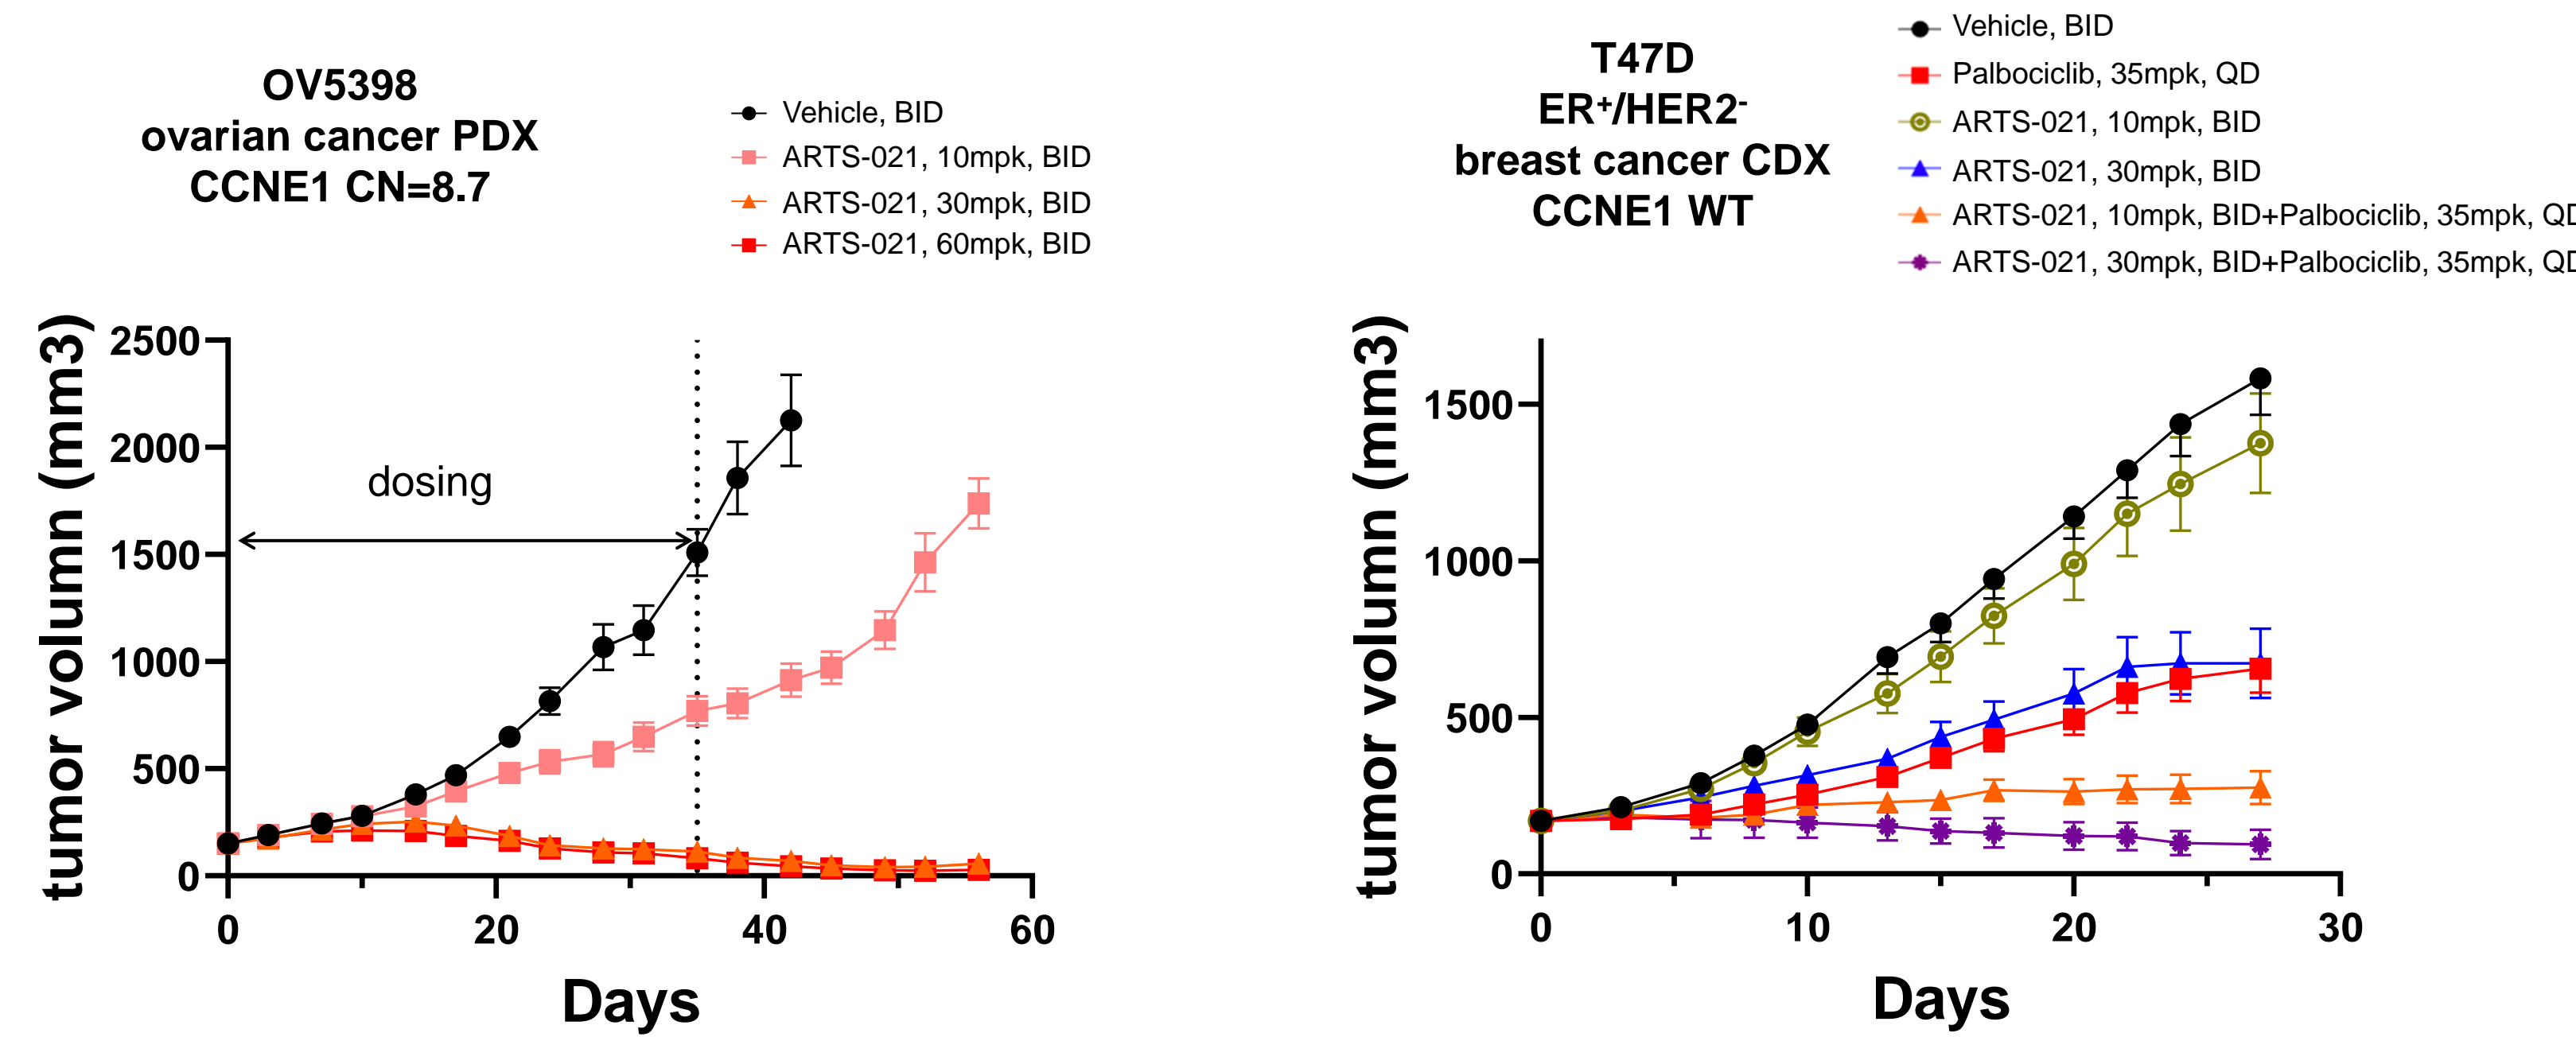 OV5398
ovarian cancer PDX
CCNE1 CN=8.7
Vehicle, BID
ARTS-021, 10mpk, BID
ARTS-021, 30mpk, BID
ARTS-021, 60mpk, BID
tumor volumn (mm3)
2500
2000
1500
1000
500
0
dosing
0
20
40
60
Days
T47D
ER⁺/HER2⁻
breast cancer CDX
CCNE1 WT
Vehicle, BID
Palbociclib, 35mpk, QD
ARTS-021, 10mpk, BID
ARTS-021, 30mpk, BID
ARTS-021, 10mpk, BID+Palbociclib, 35mpk, QD
ARTS-021, 30mpk, BID+Palbociclib, 35mpk, QD
tumor volumn (mm3)
1500
1000
500
0
0
10
20
30
Days